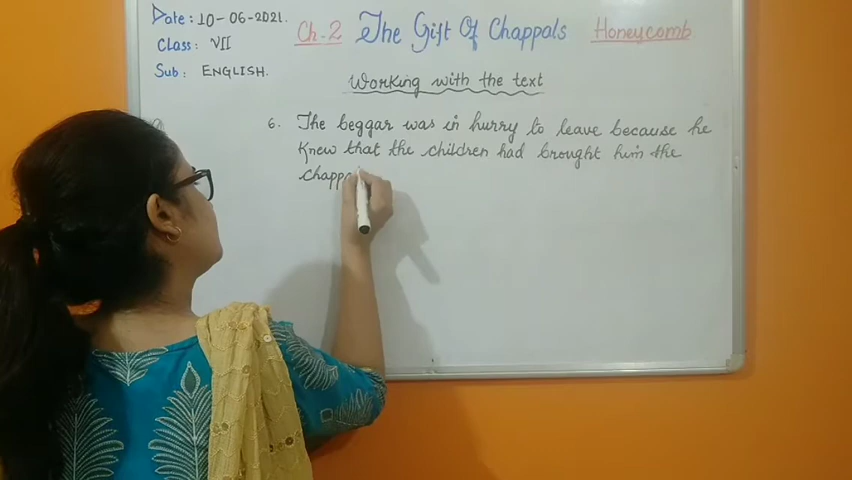 Date: 10-06-2021.
Class: VII
Sub: ENGLISH.
Ch-2 The Gift Of Chappals Honeycomb
Working with the text
6. The beggar was in hurry to leave because he
knew that the children had brought him the
chappa